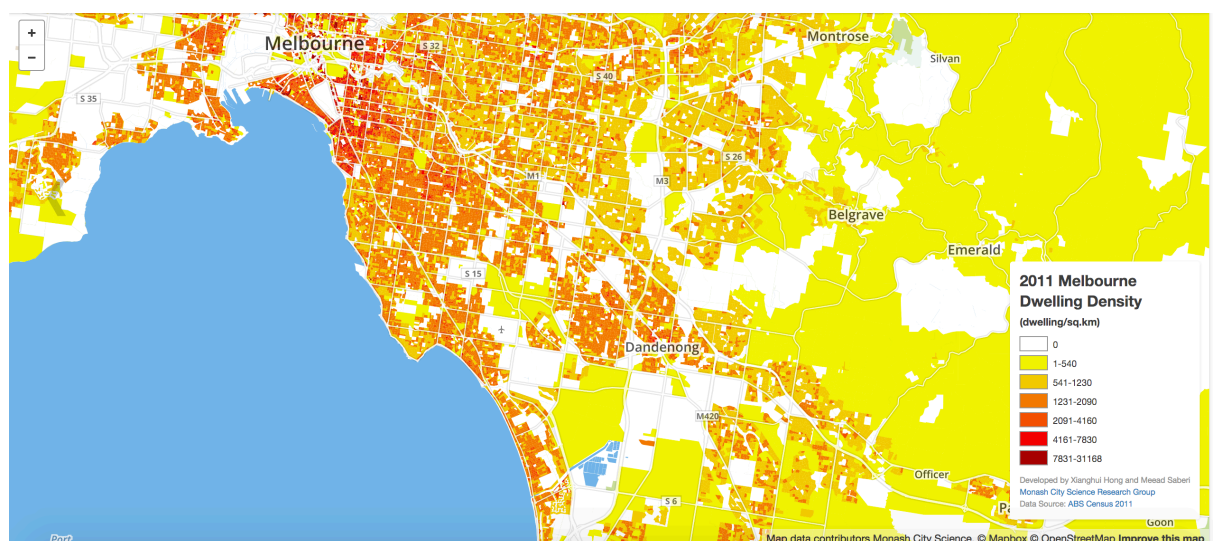 +
−
Melbourne
S 32
S 40
S 35
Montrose
Silvan
S 26
M1
M3
Belgrave
Emerald
S 15
Dandenong
M420
Officer
S 6
Pa
Goon
Port
2011 Melbourne
Dwelling Density
(dwelling/sq.km)
0
1-540
541-1230
1231-2090
2091-4160
4161-7830
7831-31168
Developed by Xianghui Hong and Meead Saberi
Monash City Science Research Group
Data Source: ABS Census 2011
Map data contributors Monash City Science, © Mapbox © OpenStreetMap Improve this map